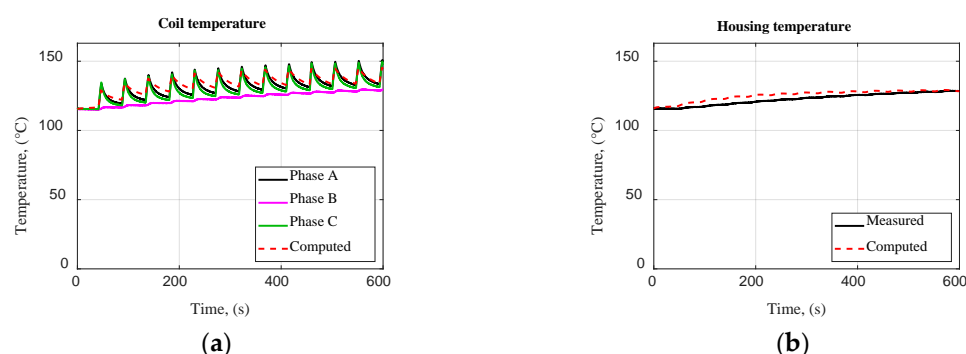 Coil temperature
150
100
50
0
0
200
400
600
Temperature, (°C)
Time, (s)
Phase A
Phase B
Phase C
Computed
(a)
Housing temperature
150
100
50
0
0
200
400
600
Temperature, (°C)
Time, (s)
Measured
Computed
(b)